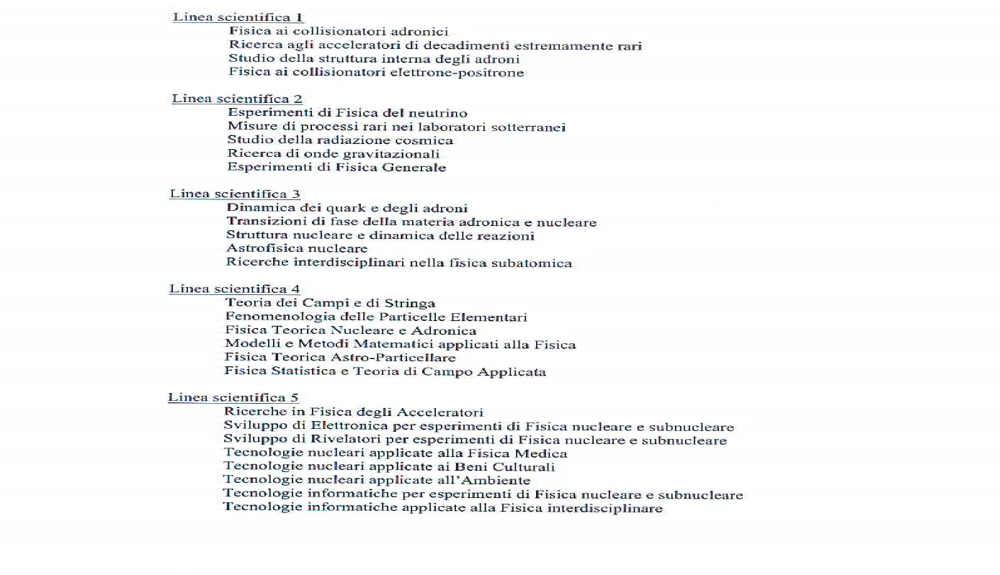 Linea scientifica 1
Fisica ai collisionatori adronici
Ricerca agli acceleratori di decadimenti estremamente rari
Studio della struttura interna degli adroni
Fisica ai collisionatori elettrone-positrone
Linea scientifica 2
Esperimenti di Fisica del neutrino
Misure di processi rari nei laboratori sotterranei
Studio della radiazione cosmica
Ricerca di onde gravitazionali
Esperimenti di Fisica Generale
Linea scientifica 3
Dinamica dei quark e degli adroni
Transizioni di fase della materia adronica e nucleare
Struttura nucleare e dinamica delle reazioni
Astrofisica nucleare
Ricerche interdisciplinari nella fisica subatomica
Linea scientifica 4
Teoria dei Campi e di Stringa
Fenomenologia delle Particelle Elementari
Fisica Teorica Nucleare e Adronica
Modelli e Metodi Matematici applicati alla Fisica
Fisica Teorica Astro-Particellare
Fisica Statistica e Teoria di Campo Applicata
Linea scientifica 5
Ricerche in Fisica degli Acceleratori
Sviluppo di Elettronica per esperimenti di Fisica nucleare e subnucleare
Sviluppo di Rivelatori per esperimenti di Fisica nucleare e subnucleare
Tecnologie nucleari applicate alla Fisica Medica
Tecnologie nucleari applicate ai Beni Culturali
Tecnologie nucleari applicate all'Ambiente
Tecnologie informatiche per esperimenti di Fisica nucleare e subnucleare
Tecnologie informatiche applicate alla Fisica interdisciplinare